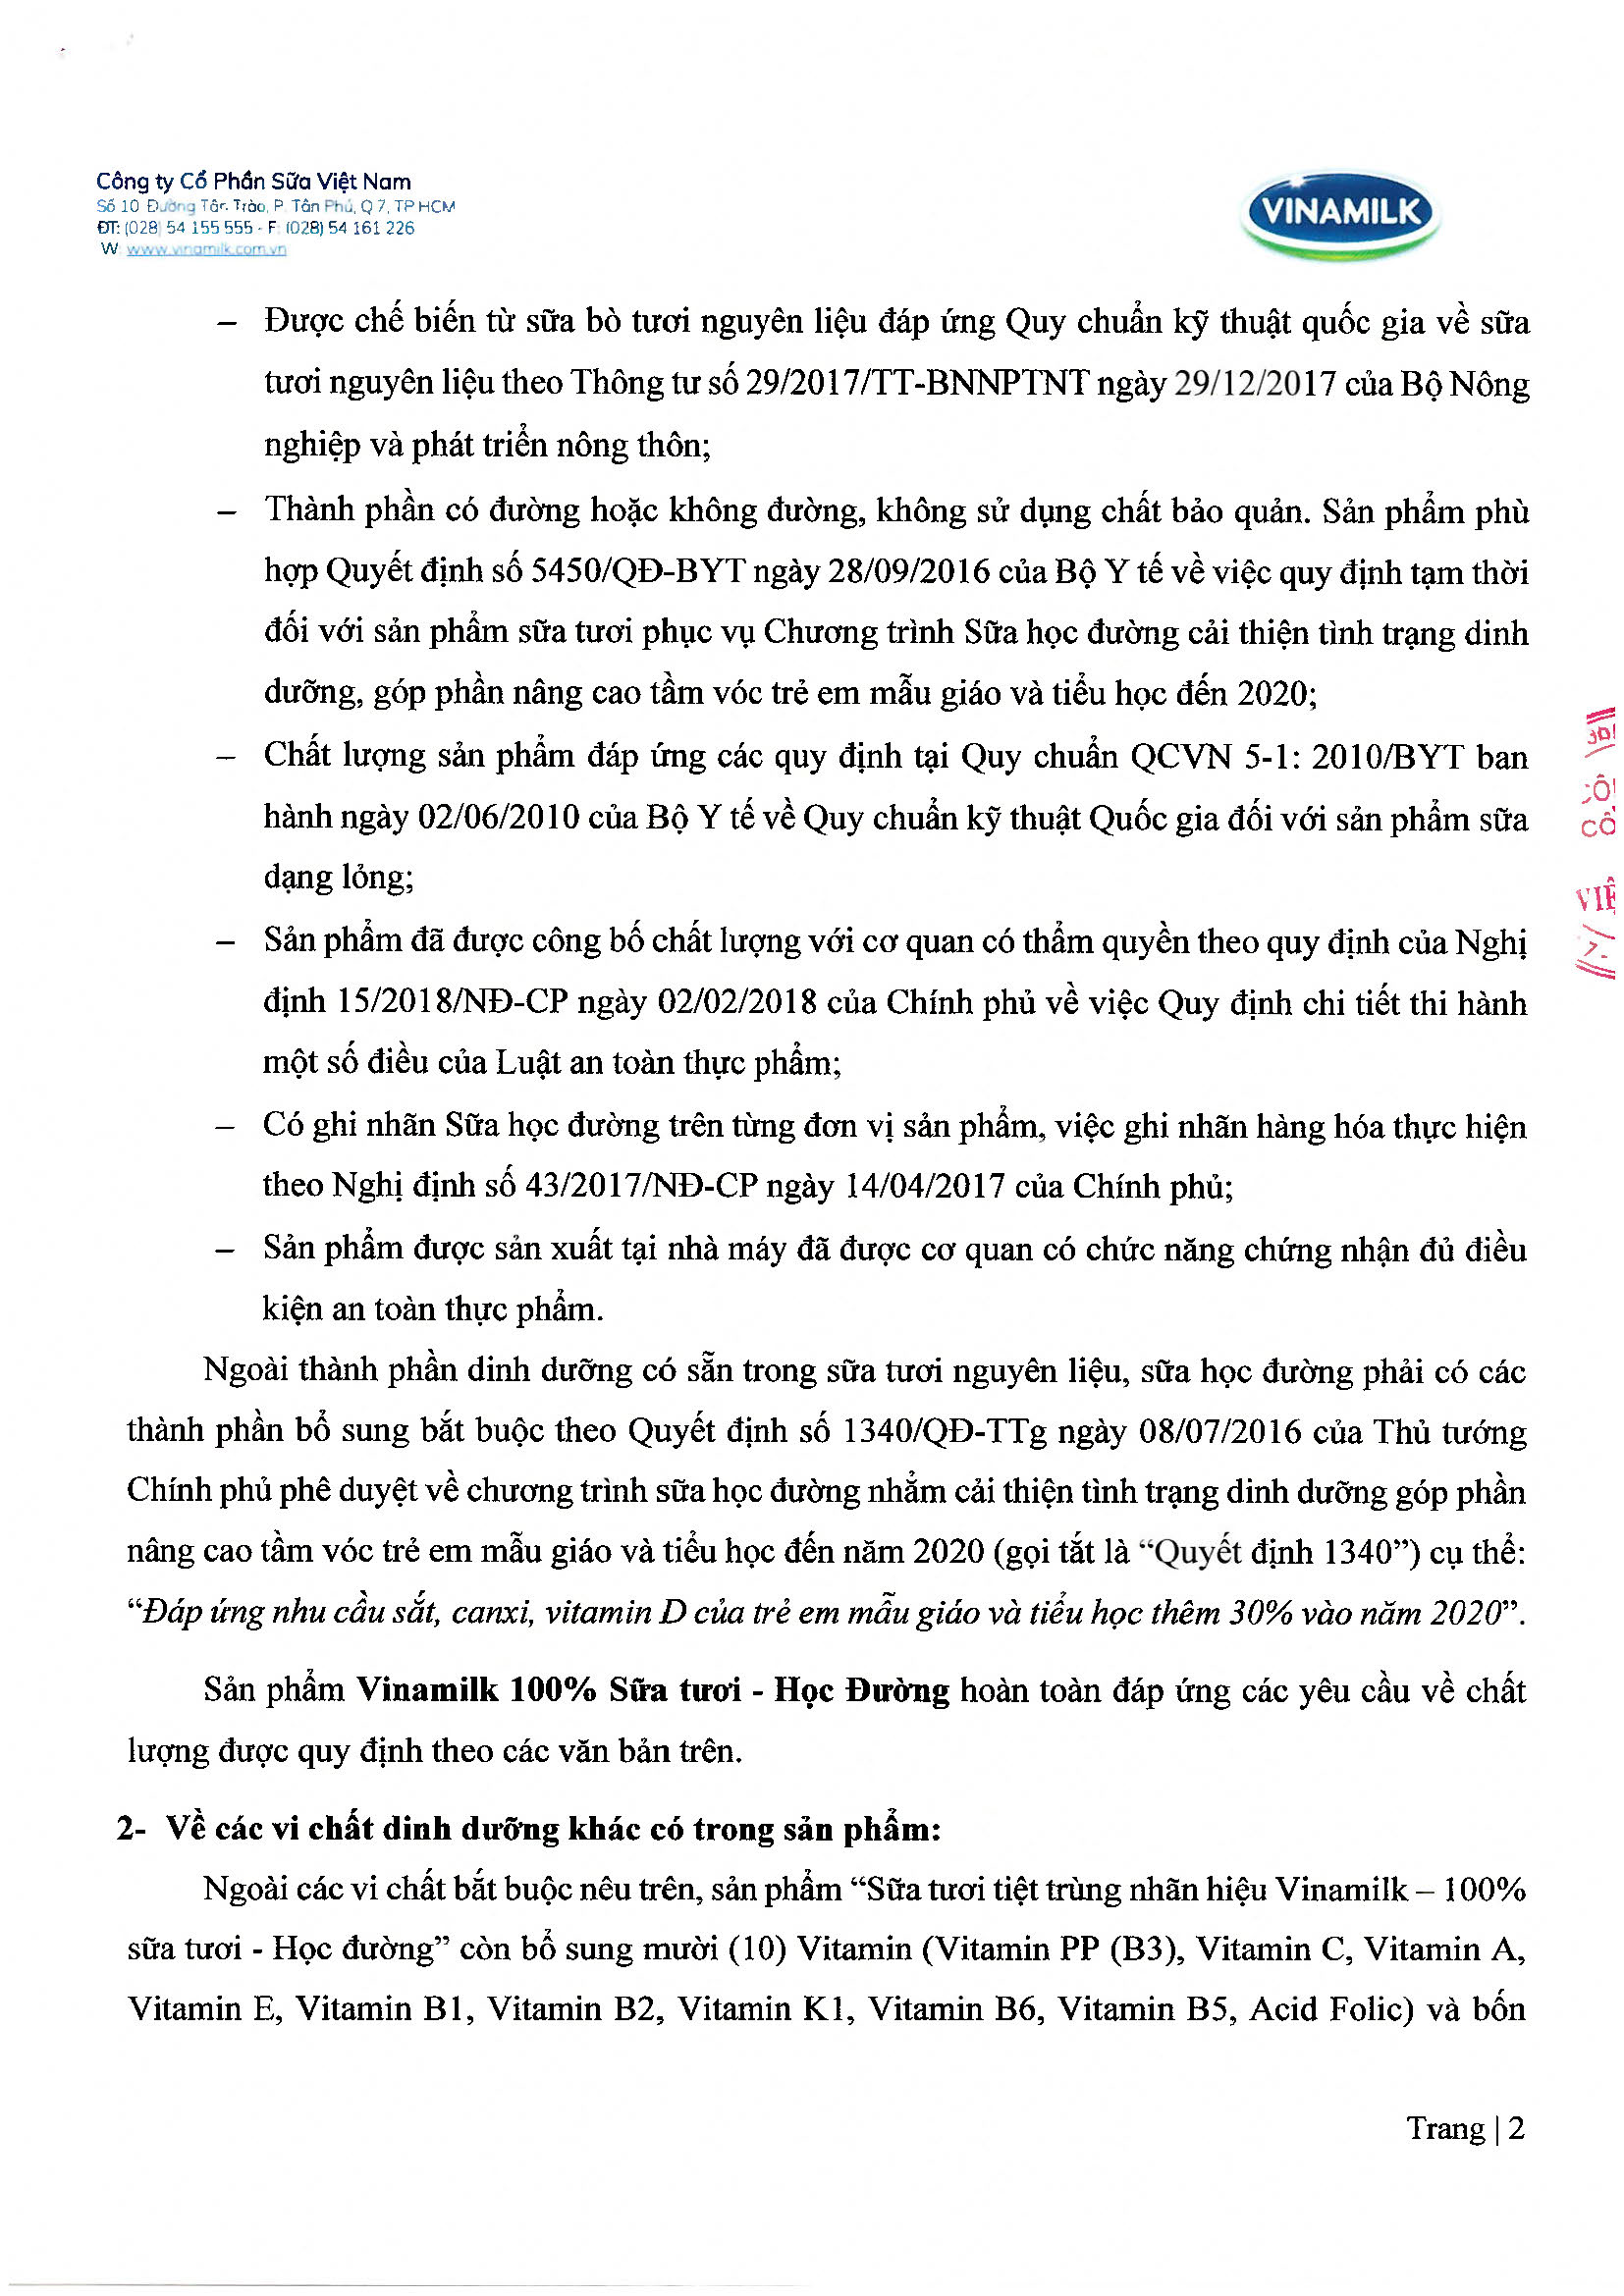 Công ty Cổ Phần Sữa Việt Nam
Số 10 Đường Tân Trào, P. Tân Phú, Q 7, TP HCM
ĐT: (028) 54 155 555 - F: (028) 54 161 226
W: www.vinamilk.com.vn
VINAMILK
– Được chế biến từ sữa bò tươi nguyên liệu đáp ứng Quy chuẩn kỹ thuật quốc gia về sữa
tươi nguyên liệu theo Thông tư số 29/2017/TT-BNNPTNT ngày 29/12/2017 của Bộ Nông
nghiệp và phát triển nông thôn;
– Thành phần có đường hoặc không đường, không sử dụng chất bảo quản. Sản phẩm phù
hợp Quyết định số 5450/QĐ-BYT ngày 28/09/2016 của Bộ Y tế về việc quy định tạm thời
đối với sản phẩm sữa tươi phục vụ Chương trình Sữa học đường cải thiện tình trạng dinh
dưỡng, góp phần nâng cao tầm vóc trẻ em mẫu giáo và tiểu học đến 2020;
– Chất lượng sản phẩm đáp ứng các quy định tại Quy chuẩn QCVN 5-1: 2010/BYT ban
hành ngày 02/06/2010 của Bộ Y tế về Quy chuẩn kỹ thuật Quốc gia đối với sản phẩm sữa
dạng lỏng;
– Sản phẩm đã được công bố chất lượng với cơ quan có thẩm quyền theo quy định của Nghị
định 15/2018/NĐ-CP ngày 02/02/2018 của Chính phủ về việc Quy định chi tiết thi hành
một số điều của Luật an toàn thực phẩm;
– Có ghi nhãn Sữa học đường trên từng đơn vị sản phẩm, việc ghi nhãn hàng hóa thực hiện
theo Nghị định số 43/2017/NĐ-CP ngày 14/04/2017 của Chính phủ;
– Sản phẩm được sản xuất tại nhà máy đã được cơ quan có chức năng chứng nhận đủ điều
kiện an toàn thực phẩm.
Ngoài thành phần dinh dưỡng có sẵn trong sữa tươi nguyên liệu, sữa học đường phải có các
thành phần bổ sung bắt buộc theo Quyết định số 1340/QĐ-TTg ngày 08/07/2016 của Thủ tướng
Chính phủ phê duyệt về chương trình sữa học đường nhằm cải thiện tình trạng dinh dưỡng góp phần
nâng cao tầm vóc trẻ em mẫu giáo và tiểu học đến năm 2020 (gọi tắt là “Quyết định 1340”) cụ thể:
“Đáp ứng nhu cầu sắt, canxi, vitamin D của trẻ em mẫu giáo và tiểu học thêm 30% vào năm 2020”.
Sản phẩm Vinamilk 100% Sữa tươi - Học Đường hoàn toàn đáp ứng các yêu cầu về chất
lượng được quy định theo các văn bản trên.
2- Về các vi chất dinh dưỡng khác có trong sản phẩm:
Ngoài các vi chất bắt buộc nêu trên, sản phẩm “Sữa tươi tiệt trùng nhãn hiệu Vinamilk – 100%
sữa tươi - Học đường” còn bổ sung mười (10) Vitamin (Vitamin PP (B3), Vitamin C, Vitamin A,
Vitamin E, Vitamin B1, Vitamin B2, Vitamin K1, Vitamin B6, Vitamin B5, Acid Folic) và bốn
Trang | 2